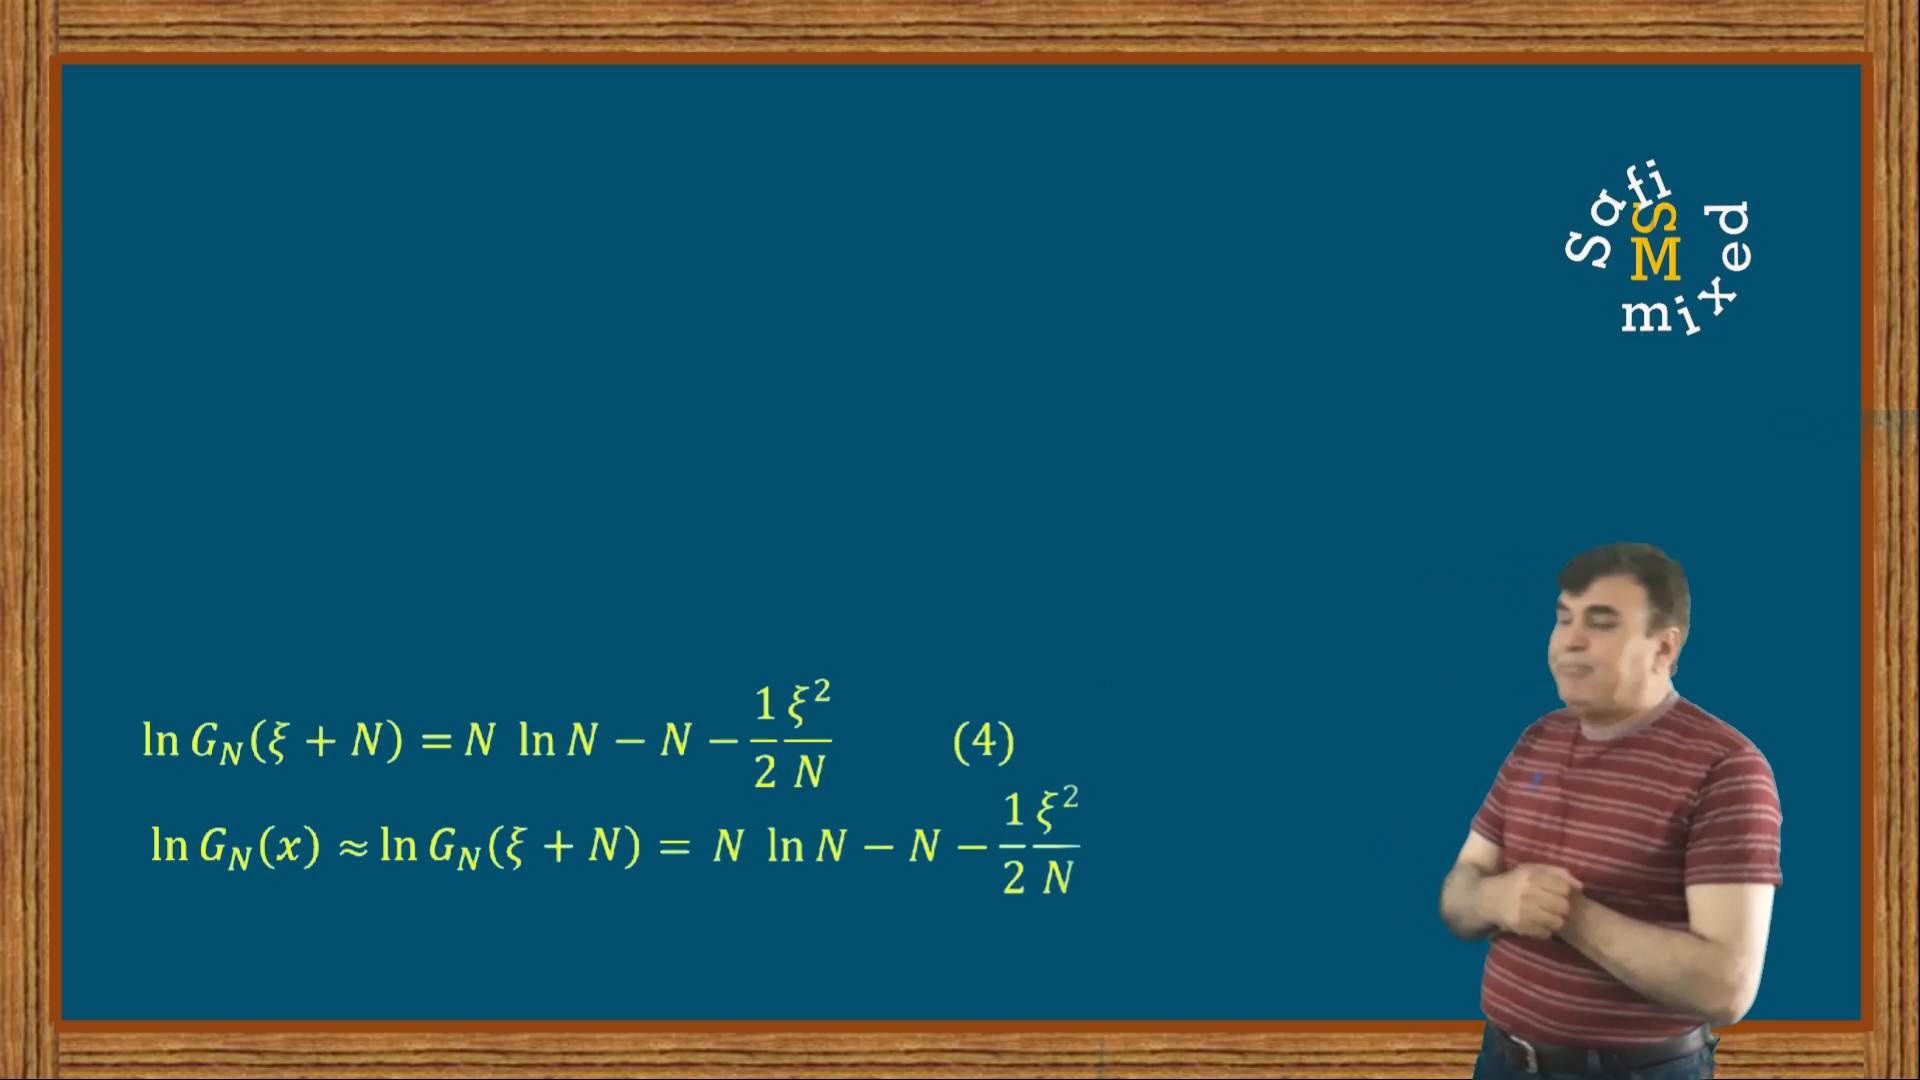 Safi
SM
mixed
ln G_N(ξ + N) = N ln N − N − 1/2 ξ²/N (4)
ln G_N(x) ≈ ln G_N(ξ + N) = N ln N − N − 1/2 ξ²/N